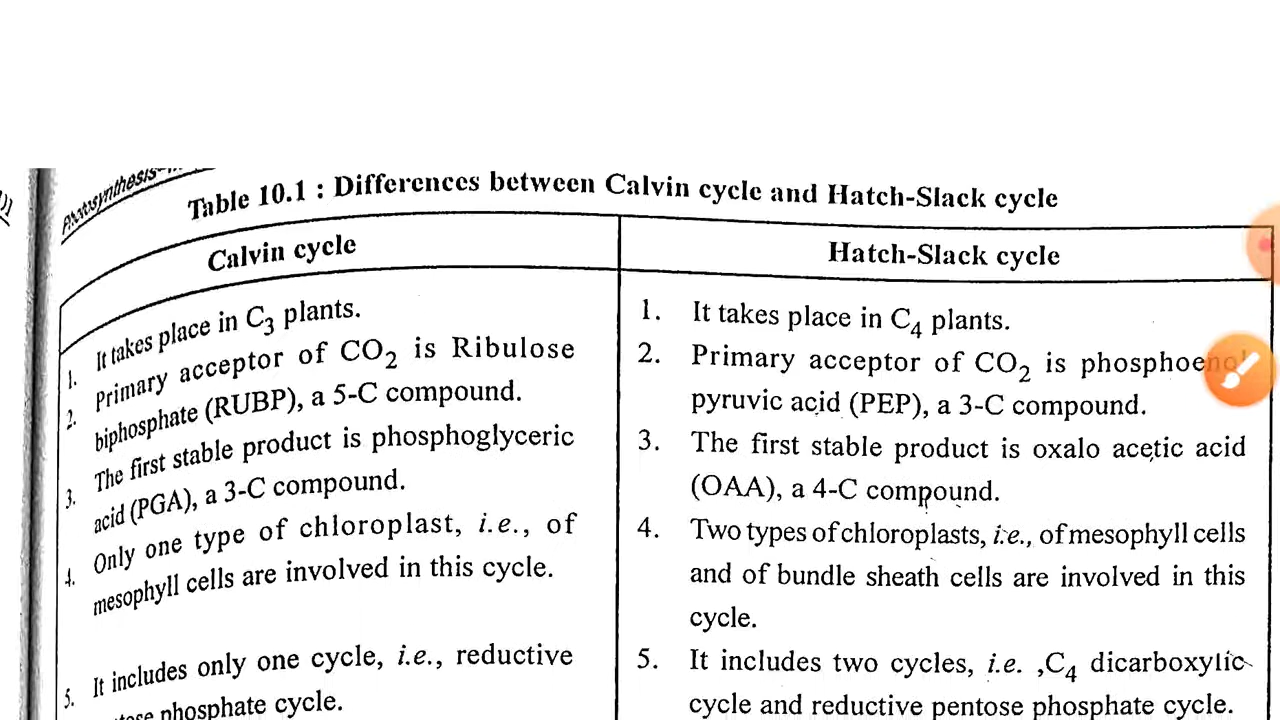 Table 10.1 : Differences between Calvin cycle and Hatch-Slack cycle
Calvin cycle
1. It takes place in C₃ plants.
2. Primary acceptor of CO₂ is Ribulose
biphosphate (RUBP), a 5-C compound.
3. The first stable product is phosphoglyceric
acid (PGA), a 3-C compound.
4. Only one type of chloroplast, i.e., of
mesophyll cells are involved in this cycle.
5. It includes only one cycle, i.e., reductive
phosphate cycle.
Hatch-Slack cycle
1. It takes place in C₄ plants.
2. Primary acceptor of CO₂ is phosphoenol
pyruvic acid (PEP), a 3-C compound.
3. The first stable product is oxalo acetic acid
(OAA), a 4-C compound.
4. Two types of chloroplasts, i.e., of mesophyll cells
and of bundle sheath cells are involved in this
cycle.
5. It includes two cycles, i.e. ,C₄ dicarboxylic
cycle and reductive pentose phosphate cycle.